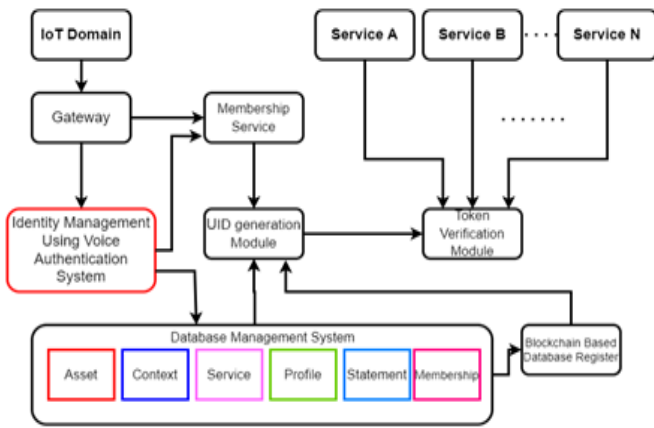 IoT Domain
Service A
Service B
Service N
Gateway
Membership
Service
Identity Management
Using Voice
Authentication
System
UID generation
Module
Token
Verification
Module
Database Management System
Asset
Context
Service
Profile
Statement
Membership
Blockchain Based
Database Register